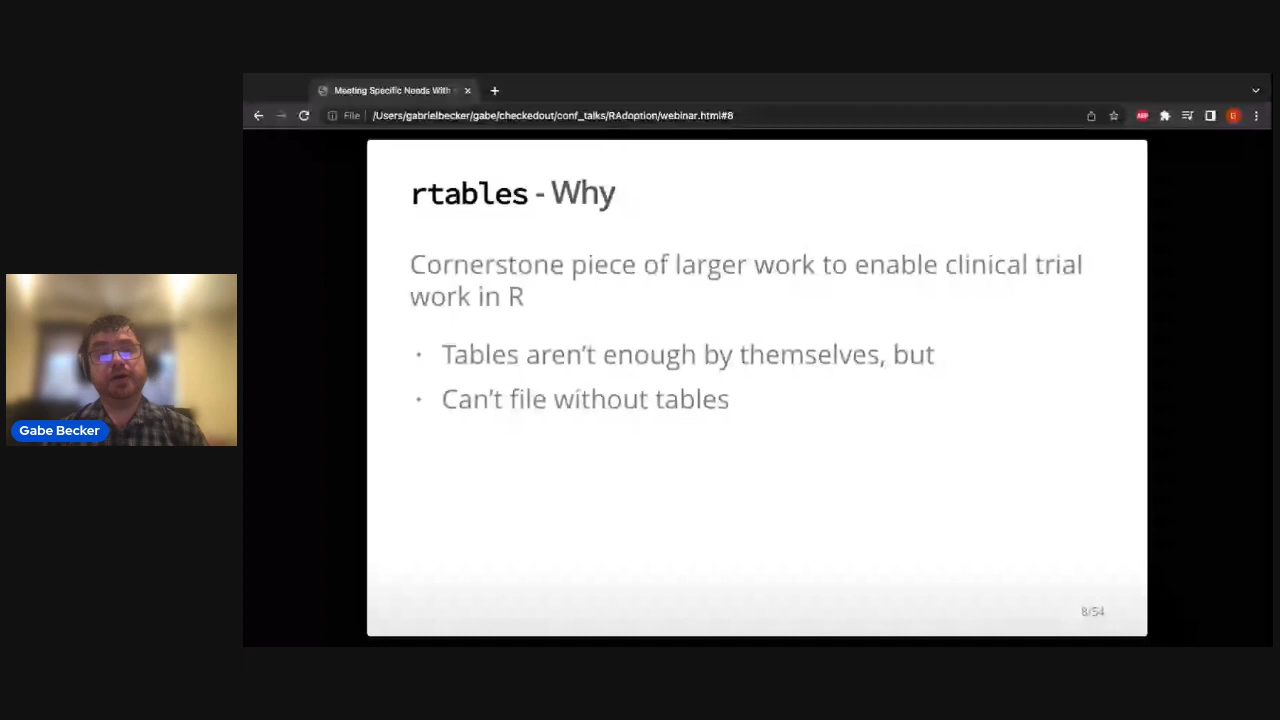 Meeting Specific Needs With
File
/Users/gabrielbecker/gabe/checkedout/conf_talks/RAdoption/webinar.html#8
rtables - Why
Cornerstone piece of larger work to enable clinical trial
work in R
· Tables aren't enough by themselves, but
· Can't file without tables
8/54
Gabe Becker